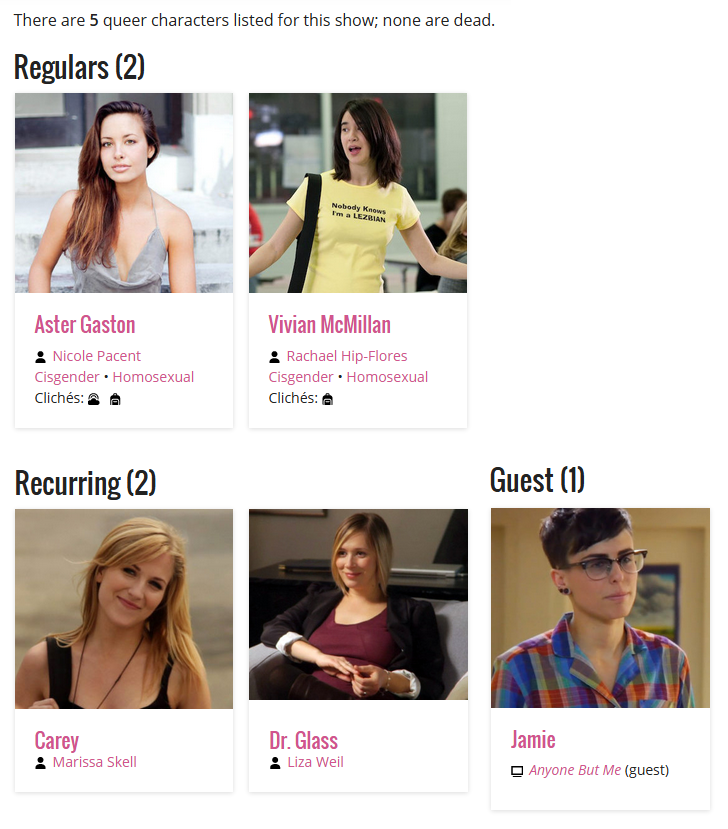 There are 5 queer characters listed for this show; none are dead.
Regulars (2)
Nobody Knows
I'm a LEZBIAN
Aster Gaston
Nicole Pacent
Cisgender • Homosexual
Clichés:
Vivian McMillan
Rachael Hip-Flores
Cisgender • Homosexual
Clichés:
Recurring (2)
Carey
Marissa Skell
Dr. Glass
Liza Weil
Guest (1)
Jamie
Anyone But Me (guest)